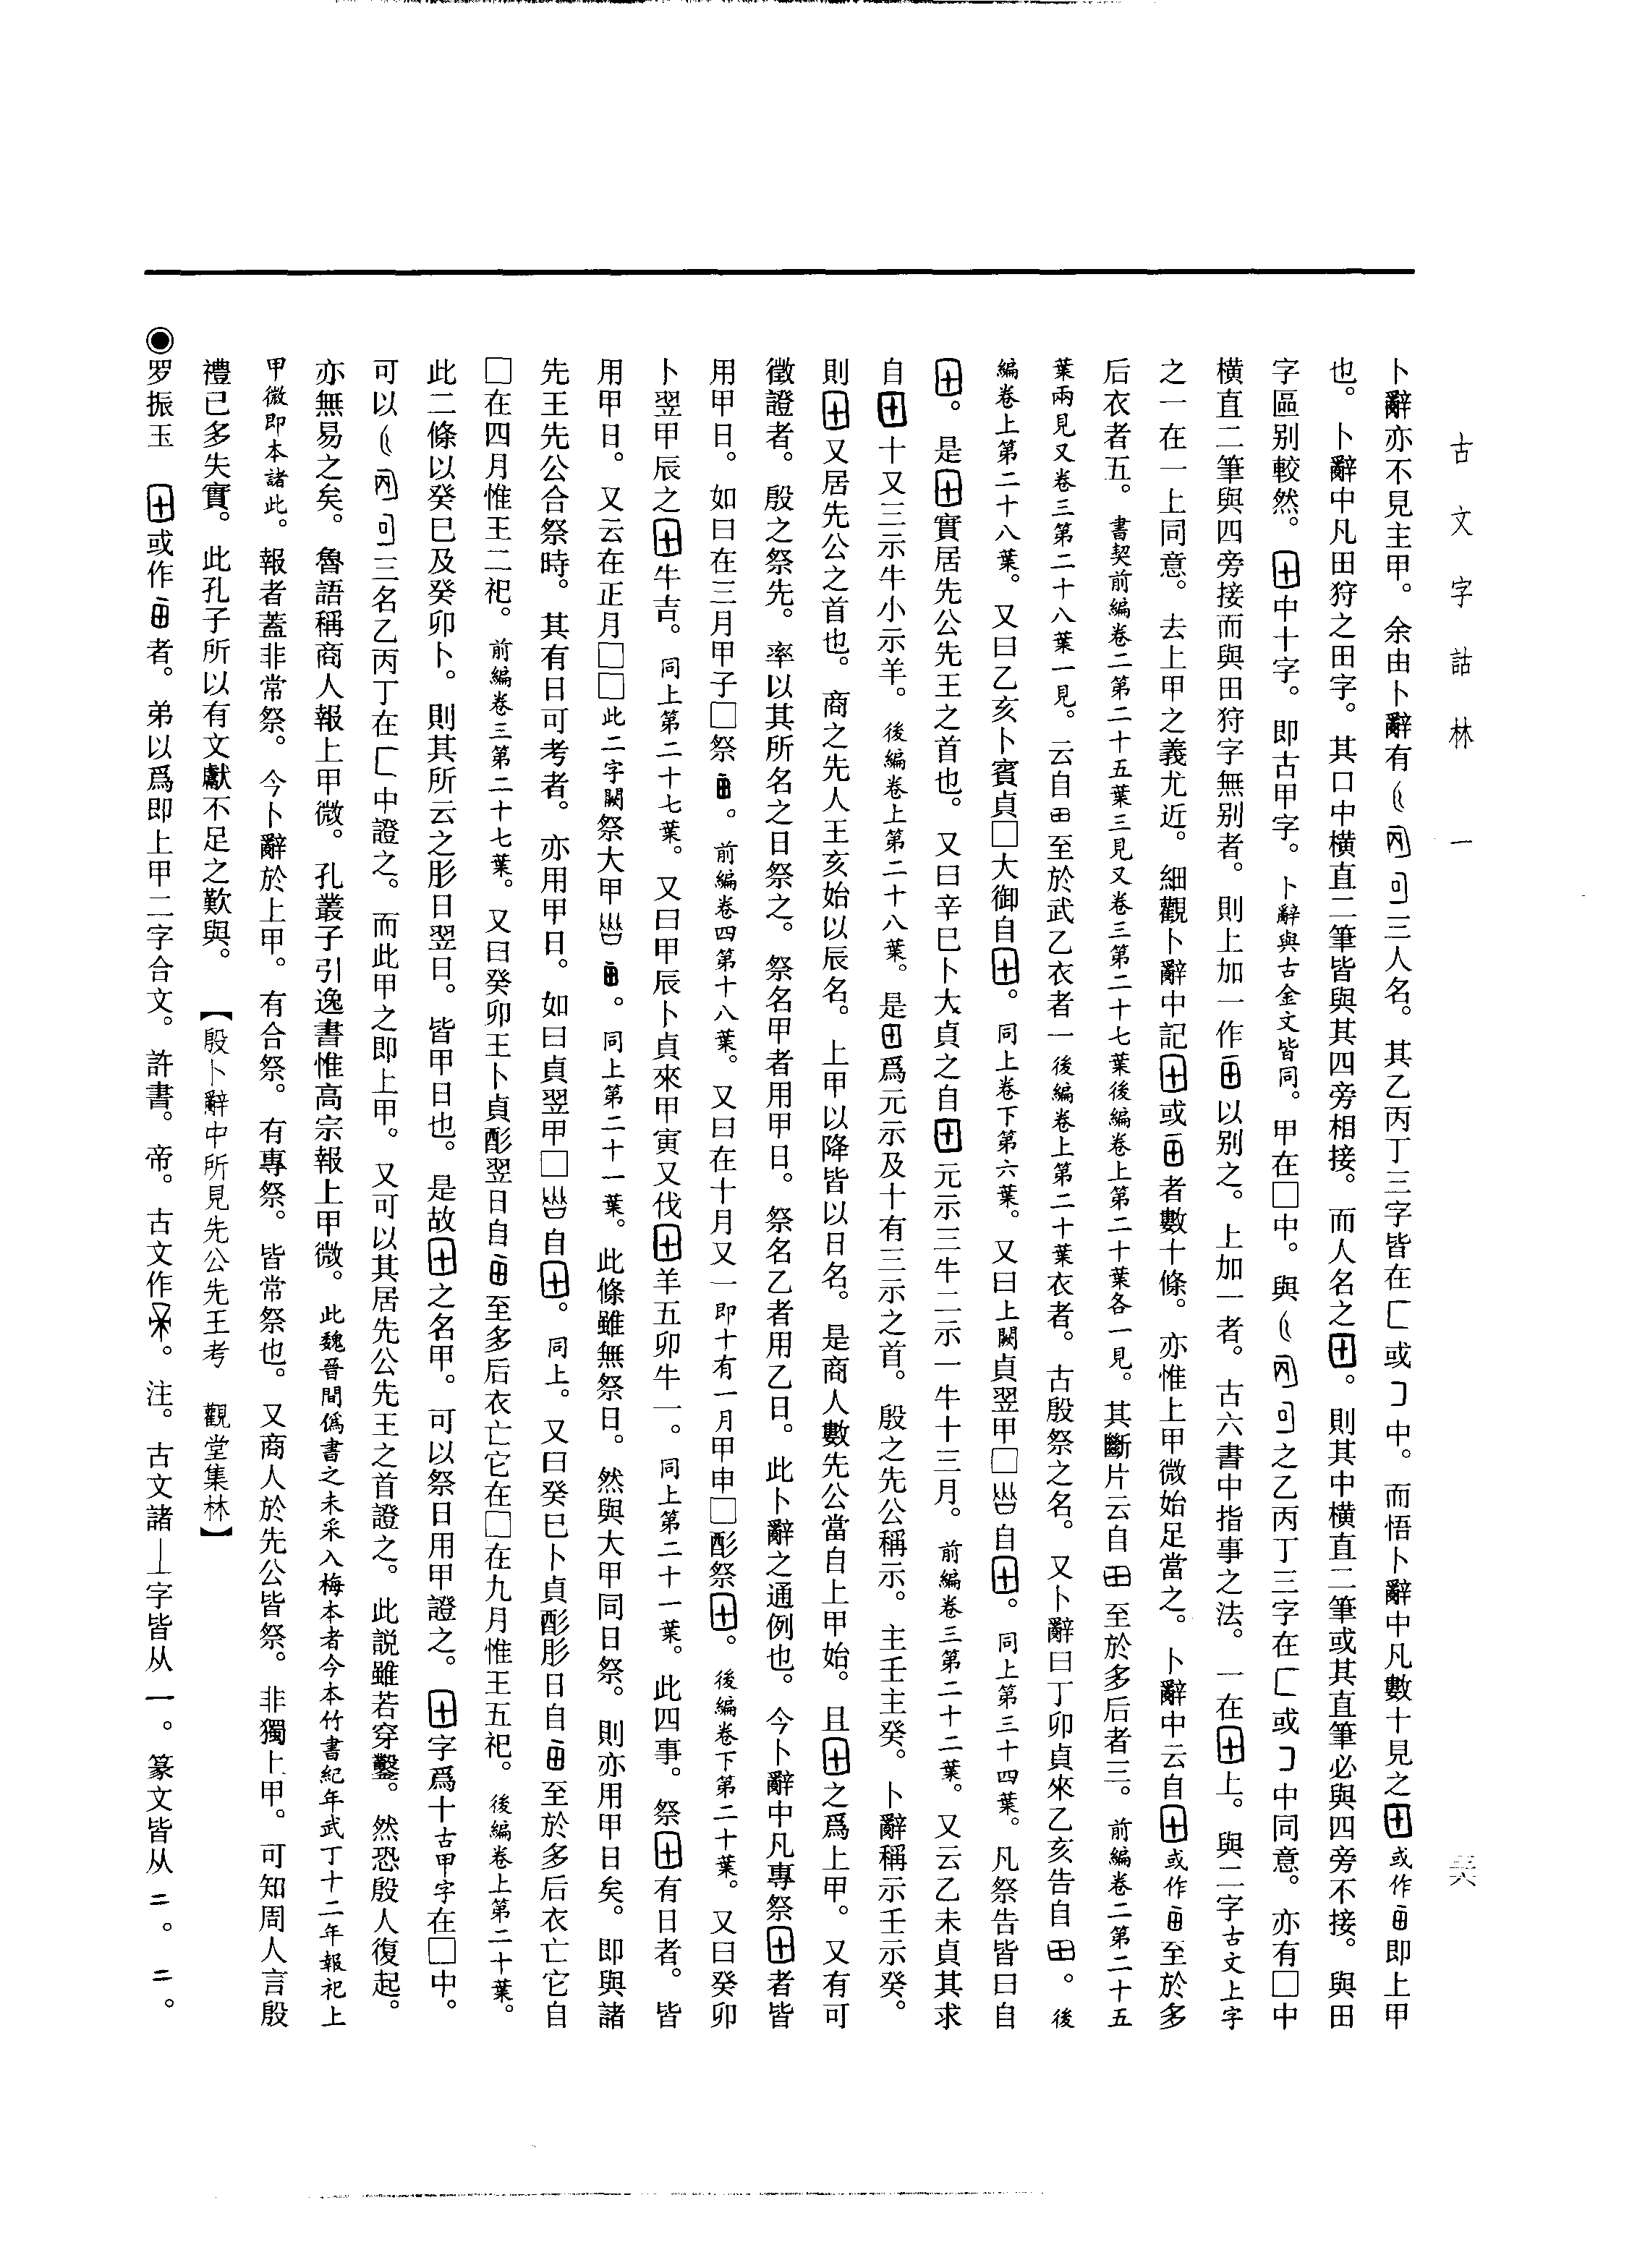 古文字詁林　一
卜辭亦不見主甲。余由卜辭有三人名。其乙丙丁三字皆在匚或コ中。而悟卜辭中凡數十見之田或作即上甲
也。卜辭中凡田狩之田字。其口中橫直二筆皆與其四旁相接。而人名之田。則其中橫直二筆或其直筆必與四旁不接。與田
字區別較然。田中十字。即古甲字。卜辭與古金文皆同。甲在囗中。與之乙丙丁三字在匚或コ中同意。亦有囗中
橫直二筆與四旁接而與田狩字無別者。則上加一作以別之。上加一者。古六書中指事之法。一在田上。與二字古文上字
之一在一上同意。去上甲之義尤近。細觀卜辭中記田或者數十條。亦惟上甲微始足當之。卜辭中云自田或作至於多
后衣者五。書契前編卷二第二十五葉三見又卷三第二十七葉後編卷上第二十葉各一見。其斷片云自田至於多后者三。前編卷二第二十五
葉兩見又卷三第二十八葉一見。云自田至於武乙衣者一後編卷上第二十葉衣者。古殷祭之名。又卜辭曰丁卯貞來乙亥告自田。後
編卷上第二十八葉。又曰乙亥卜賓貞囗大御自田。同上卷下第六葉。又曰上闕貞翌甲囗自田。同上第三十四葉。凡祭告皆曰自
田。是田實居先公先王之首也。又曰辛巳卜大貞之自田元示三牛二示一牛十三月。前編卷三第二十二葉。又云乙未貞其求
自田十又三示牛小示羊。後編卷上第二十八葉。是田爲元示及十有三示之首。殷之先公稱示。主壬主癸。卜辭稱示壬示癸。
則田又居先公之首也。商之先人王亥始以辰名。上甲以降皆以日名。是商人數先公當自上甲始。且田之爲上甲。又有可
徵證者。殷之祭先。率以其所名之日祭之。祭名甲者用甲日。祭名乙者用乙日。此卜辭之通例也。今卜辭中凡專祭田者皆
用甲日。如曰在三月甲子囗祭。前編卷四第十八葉。又曰在十月又一即十有一月甲申囗酌祭田。後編卷下第二十葉。又曰癸卯
卜翌甲辰之田牛吉。同上第二十七葉。又曰甲辰卜貞來甲寅又伐田羊五卯牛一。同上第二十一葉。此四事。祭田有日者。皆
用甲日。又云在正月囗囗此二字闕祭大甲。同上第二十一葉。此條雖無祭日。然與大甲同日祭。則亦用甲日矣。即與諸
先王先公合祭時。其有日可考者。亦用甲日。如曰貞翌甲囗自田。同上。又曰癸巳卜貞酌肜日自至於多后衣亡它自
囗在四月惟王二祀。前編卷三第二十七葉。又曰癸卯王卜貞酌翌日自至多后衣亡它在囗在九月惟王五祀。後編卷上第二十葉。
此二條以癸巳及癸卯卜。則其所云之肜日翌日。皆甲日也。是故田之名甲。可以祭日用甲證之。田字爲十古甲字在囗中。
可以三名乙丙丁在匚中證之。而此甲之即上甲。又可以其居先公先王之首證之。此説雖若穿鑿。然恐殷人復起。
亦無易之矣。魯語稱商人報上甲微。孔叢子引逸書惟高宗報上甲微。此魏晉間僞書之未采入梅本者今本竹書紀年武丁十二年報祀上
甲微即本諸此。報者蓋非常祭。今卜辭於上甲。有合祭。有專祭。皆常祭也。又商人於先公皆祭。非獨上甲。可知周人言殷
禮已多失實。此孔子所以有文獻不足之歎與。【殷卜辭中所見先公先王考　觀堂集林】
◉罗振玉　田或作者。弟以爲即上甲二字合文。許書。帝。古文作。注。古文諸丄字皆从一。篆文皆从二。二。